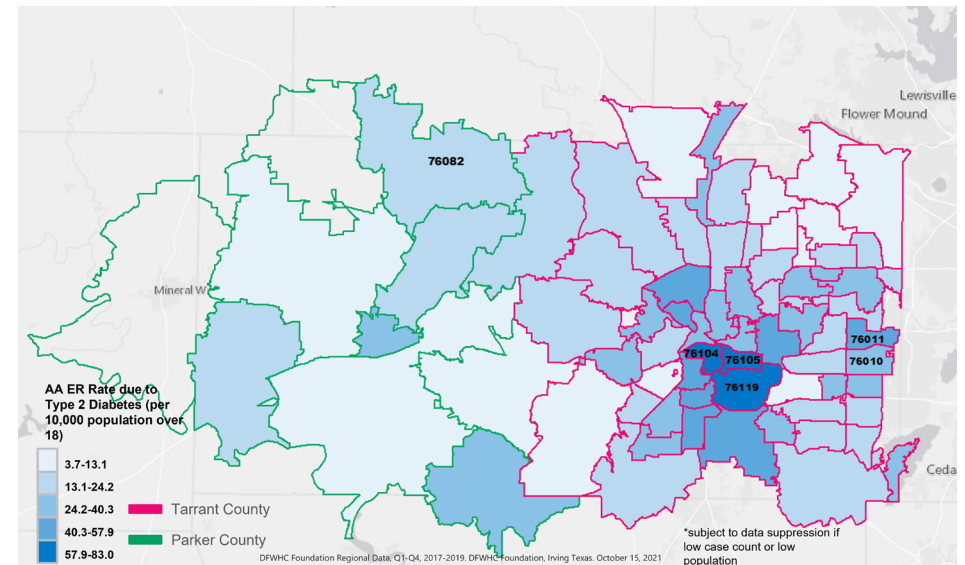 Lewisville
Flower Mound
76082
Mineral W
76011
76104
76105
76010
76119
AA ER Rate due to
Type 2 Diabetes (per
10,000 population over
18)
3.7-13.1
13.1-24.2
24.2-40.3
40.3-57.9
57.9-83.0
Tarrant County
Parker County
Ceda
*subject to data suppression if
low case count or low
population
DFWHC Foundation Regional Data, Q1-Q4, 2017-2019. DFWHC Foundation, Irving Texas. October 15, 2021